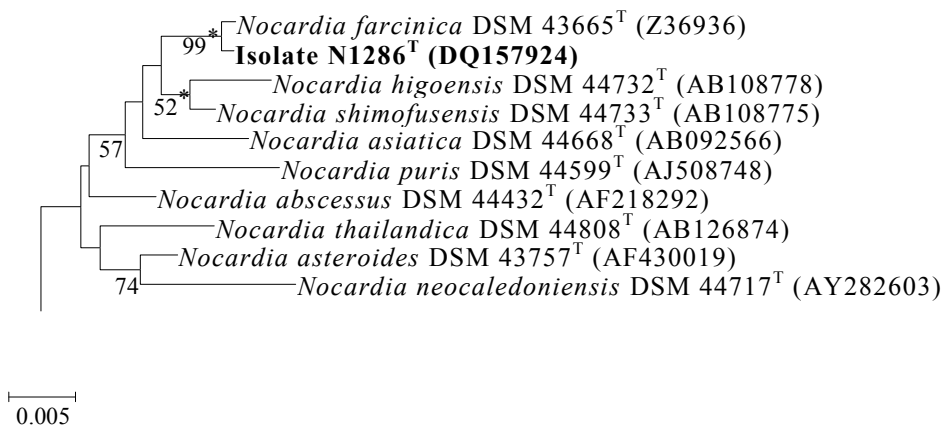 Nocardia farcinica DSM 43665ᵀ (Z36936)
*
99
Isolate N1286ᵀ (DQ157924)
Nocardia higoensis DSM 44732ᵀ (AB108778)
*
52
Nocardia shimofusensis DSM 44733ᵀ (AB108775)
Nocardia asiatica DSM 44668ᵀ (AB092566)
57
Nocardia puris DSM 44599ᵀ (AJ508748)
Nocardia abscessus DSM 44432ᵀ (AF218292)
Nocardia thailandica DSM 44808ᵀ (AB126874)
Nocardia asteroides DSM 43757ᵀ (AF430019)
74
Nocardia neocaledoniensis DSM 44717ᵀ (AY282603)
0.005